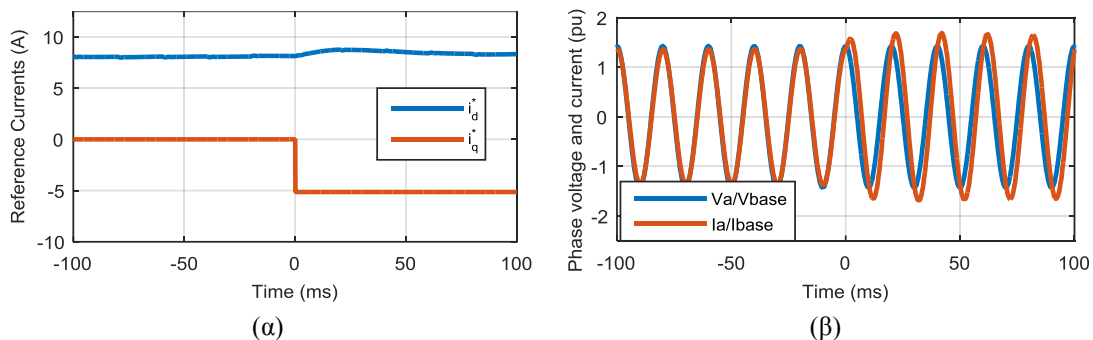 Reference Currents (A)
10
5
0
-5
-10
i*d
i*q
-100
-50
0
50
100
Time (ms)
(α)
Phase voltage and current (pu)
2
1
0
-1
-2
Va/Vbase
Ia/Ibase
-100
-50
0
50
100
Time (ms)
(β)